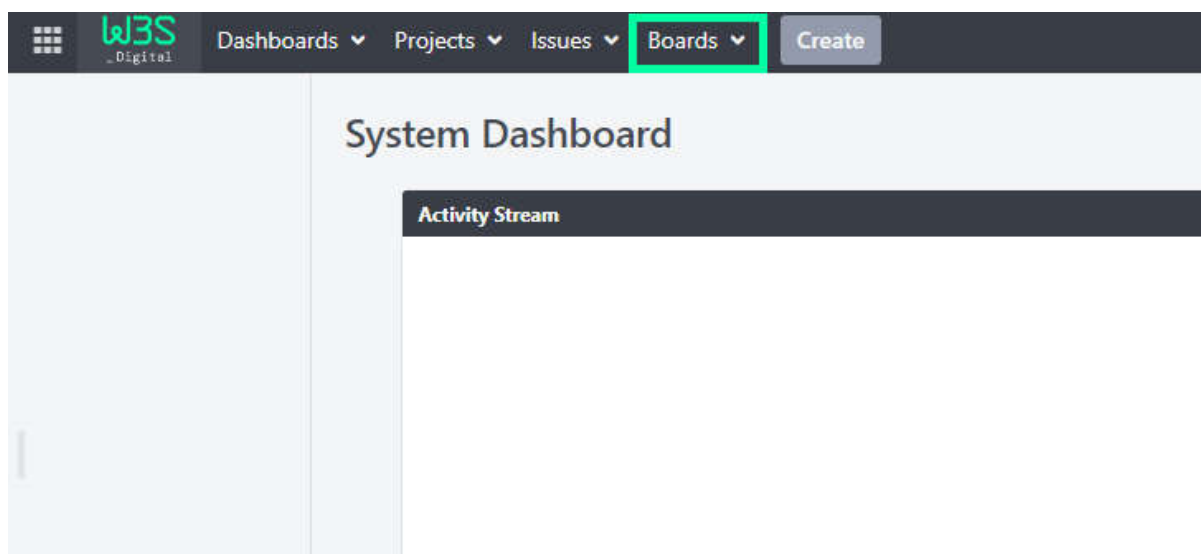 W3S
_Digital
Dashboards Projects Issues Boards Create
System Dashboard
Activity Stream